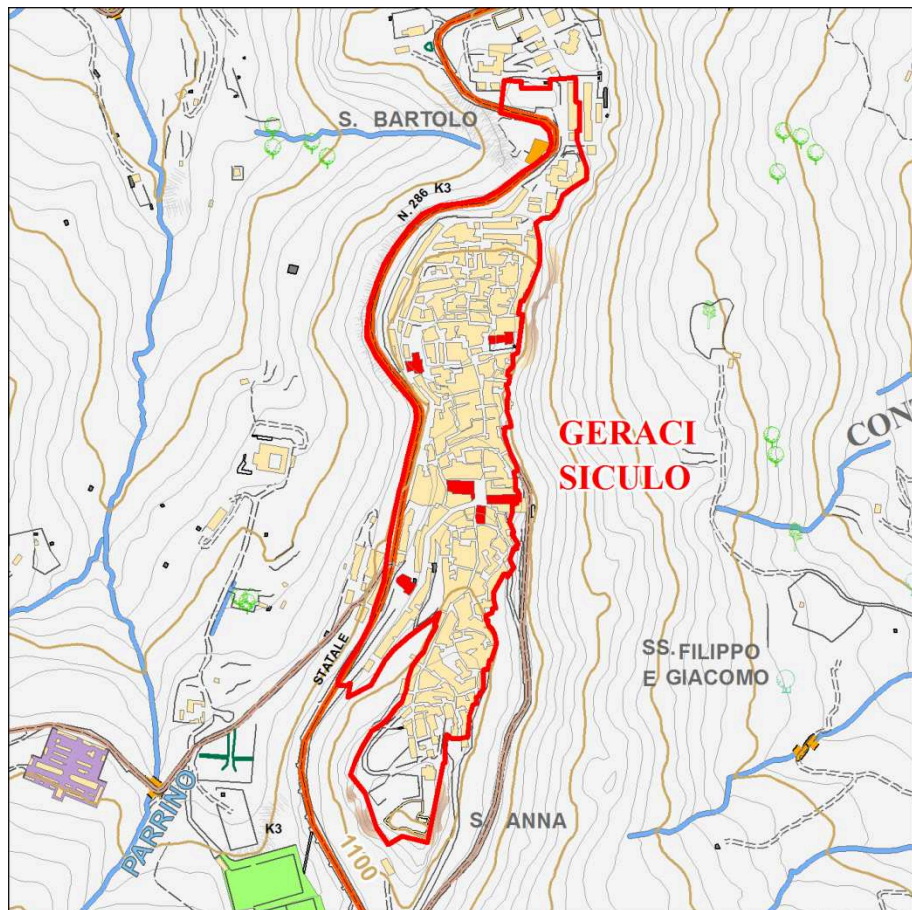 S. BARTOLO
N. 286 K3
GERACI
SICULO
CON
SS. FILIPPO
E GIACOMO
STATALE
PARRINO
K3
1100
S. ANNA